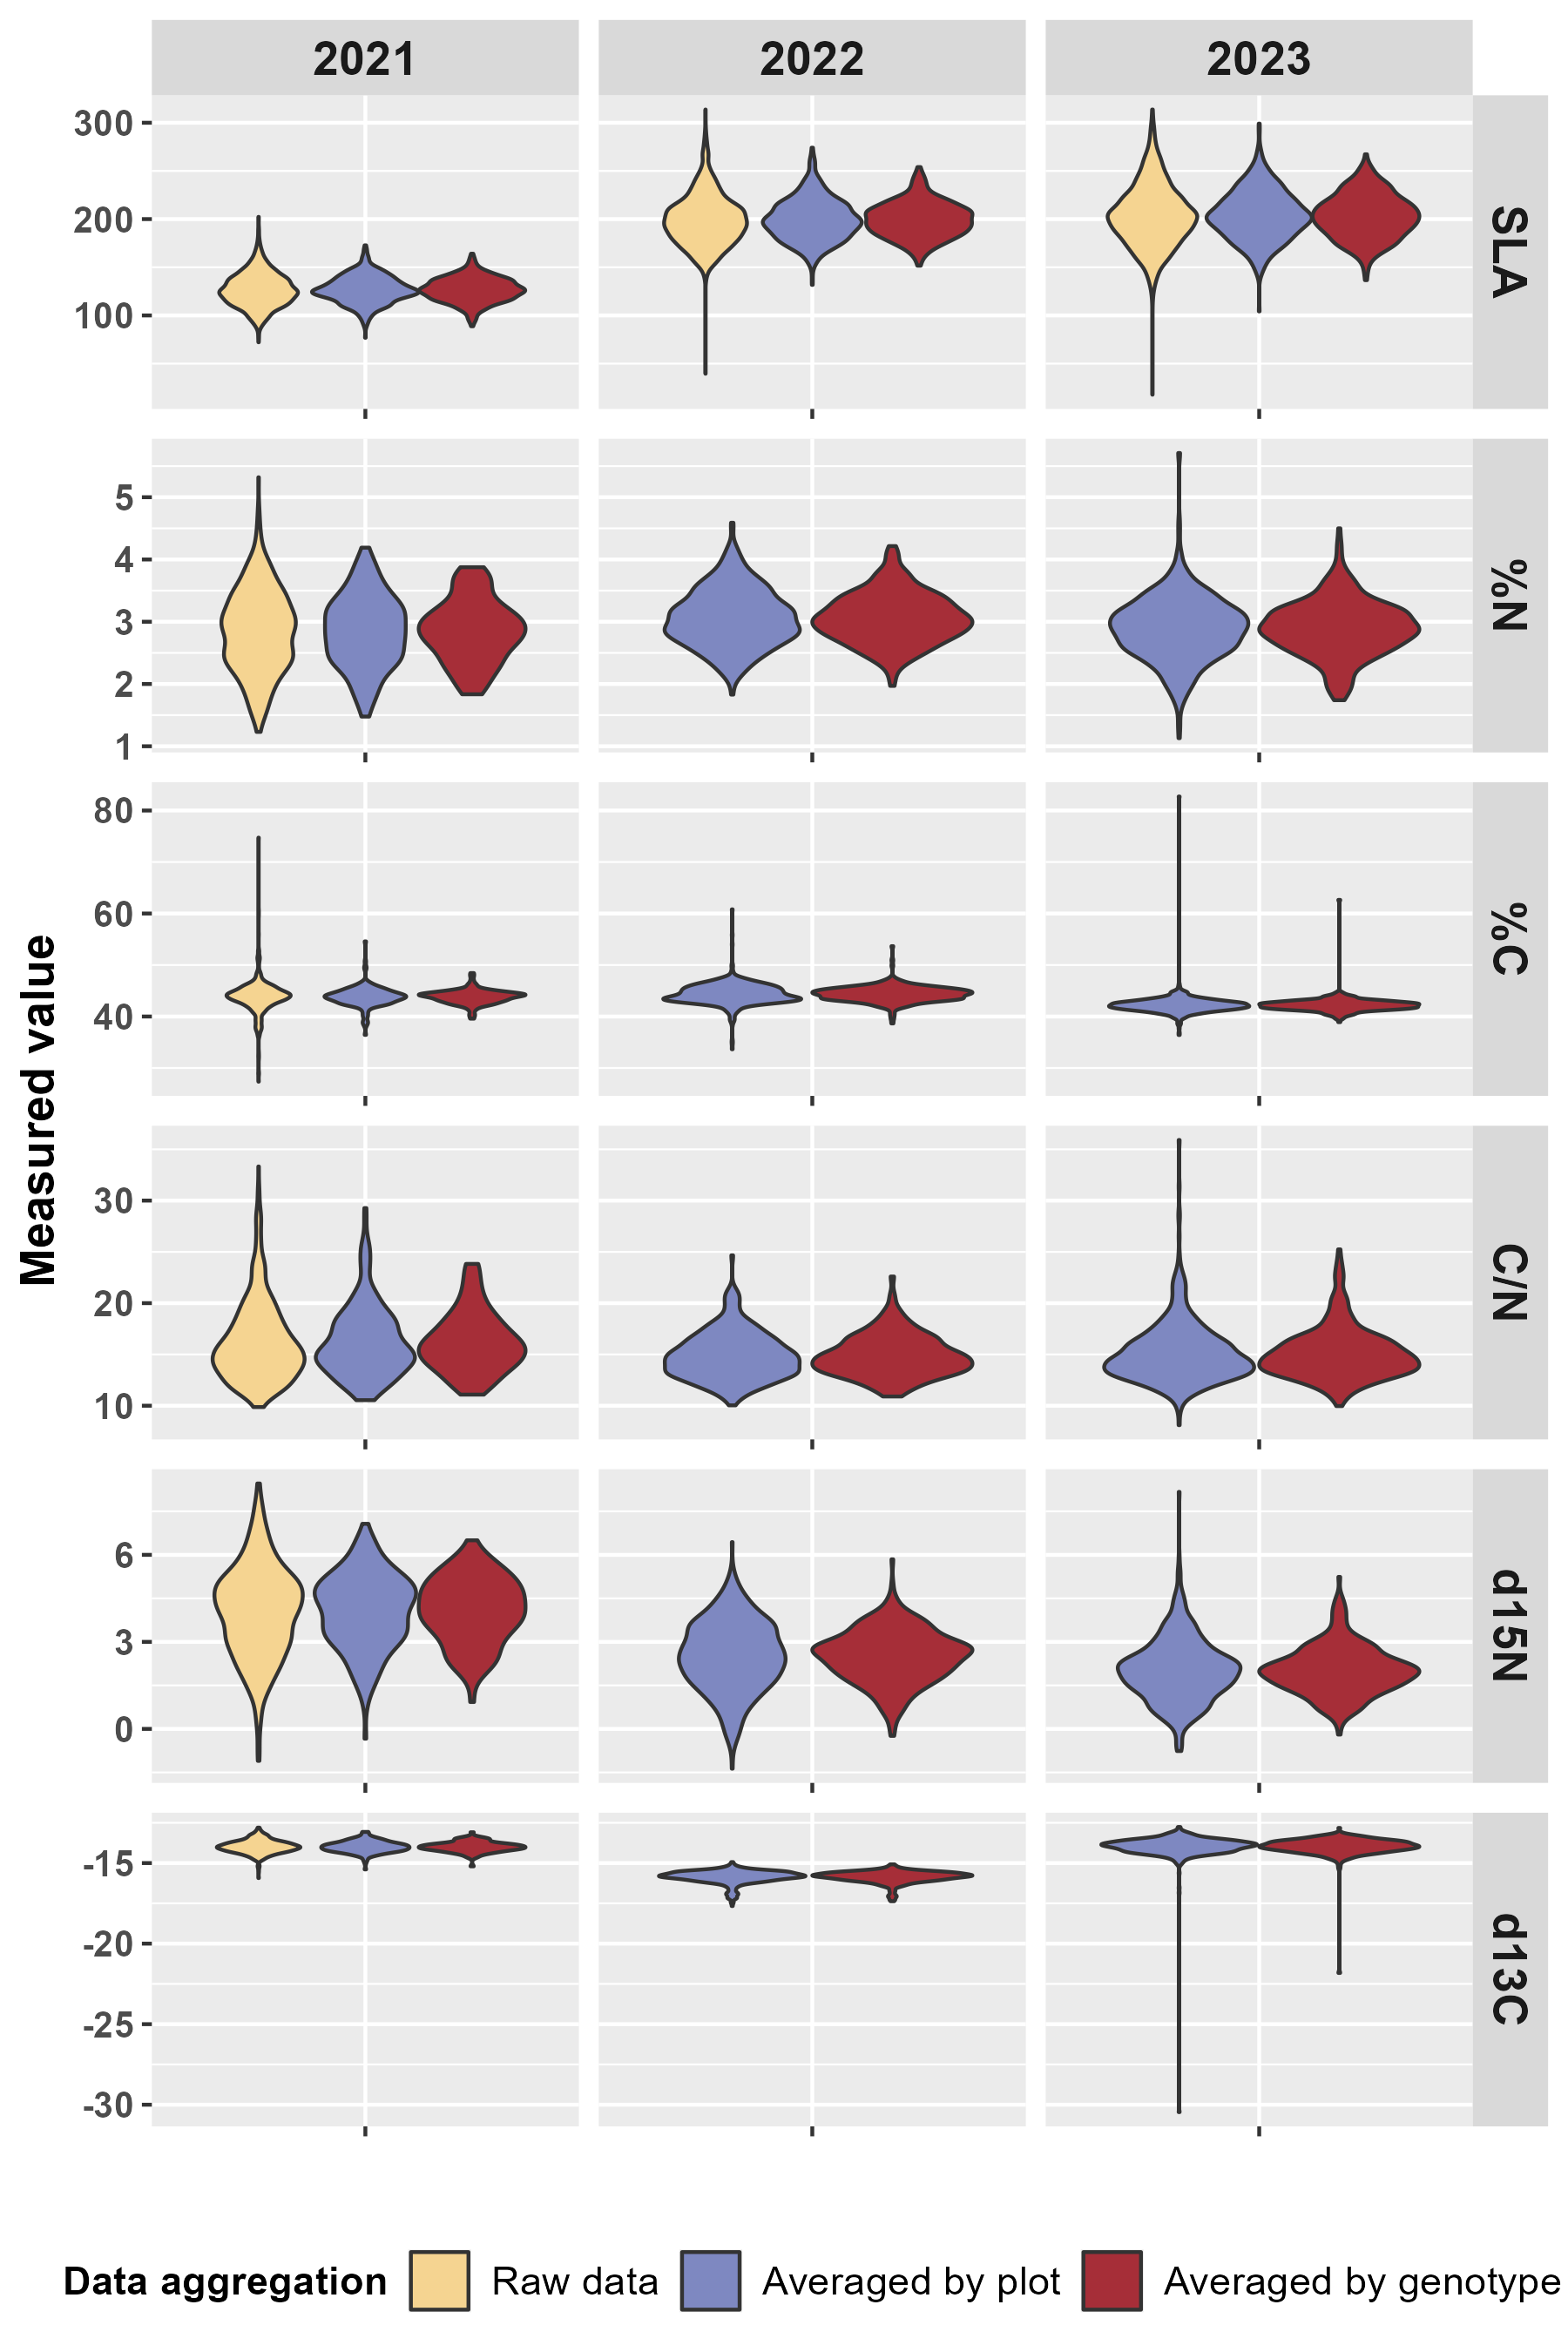 2021 2022 2023
300
200
100
SLA
5
4
3
2
1
%N
80
60
40
%C
30
20
10
C/N
6
3
0
d15N
-15
-20
-25
-30
d13C
Measured value
Data aggregation Raw data Averaged by plot Averaged by genotype